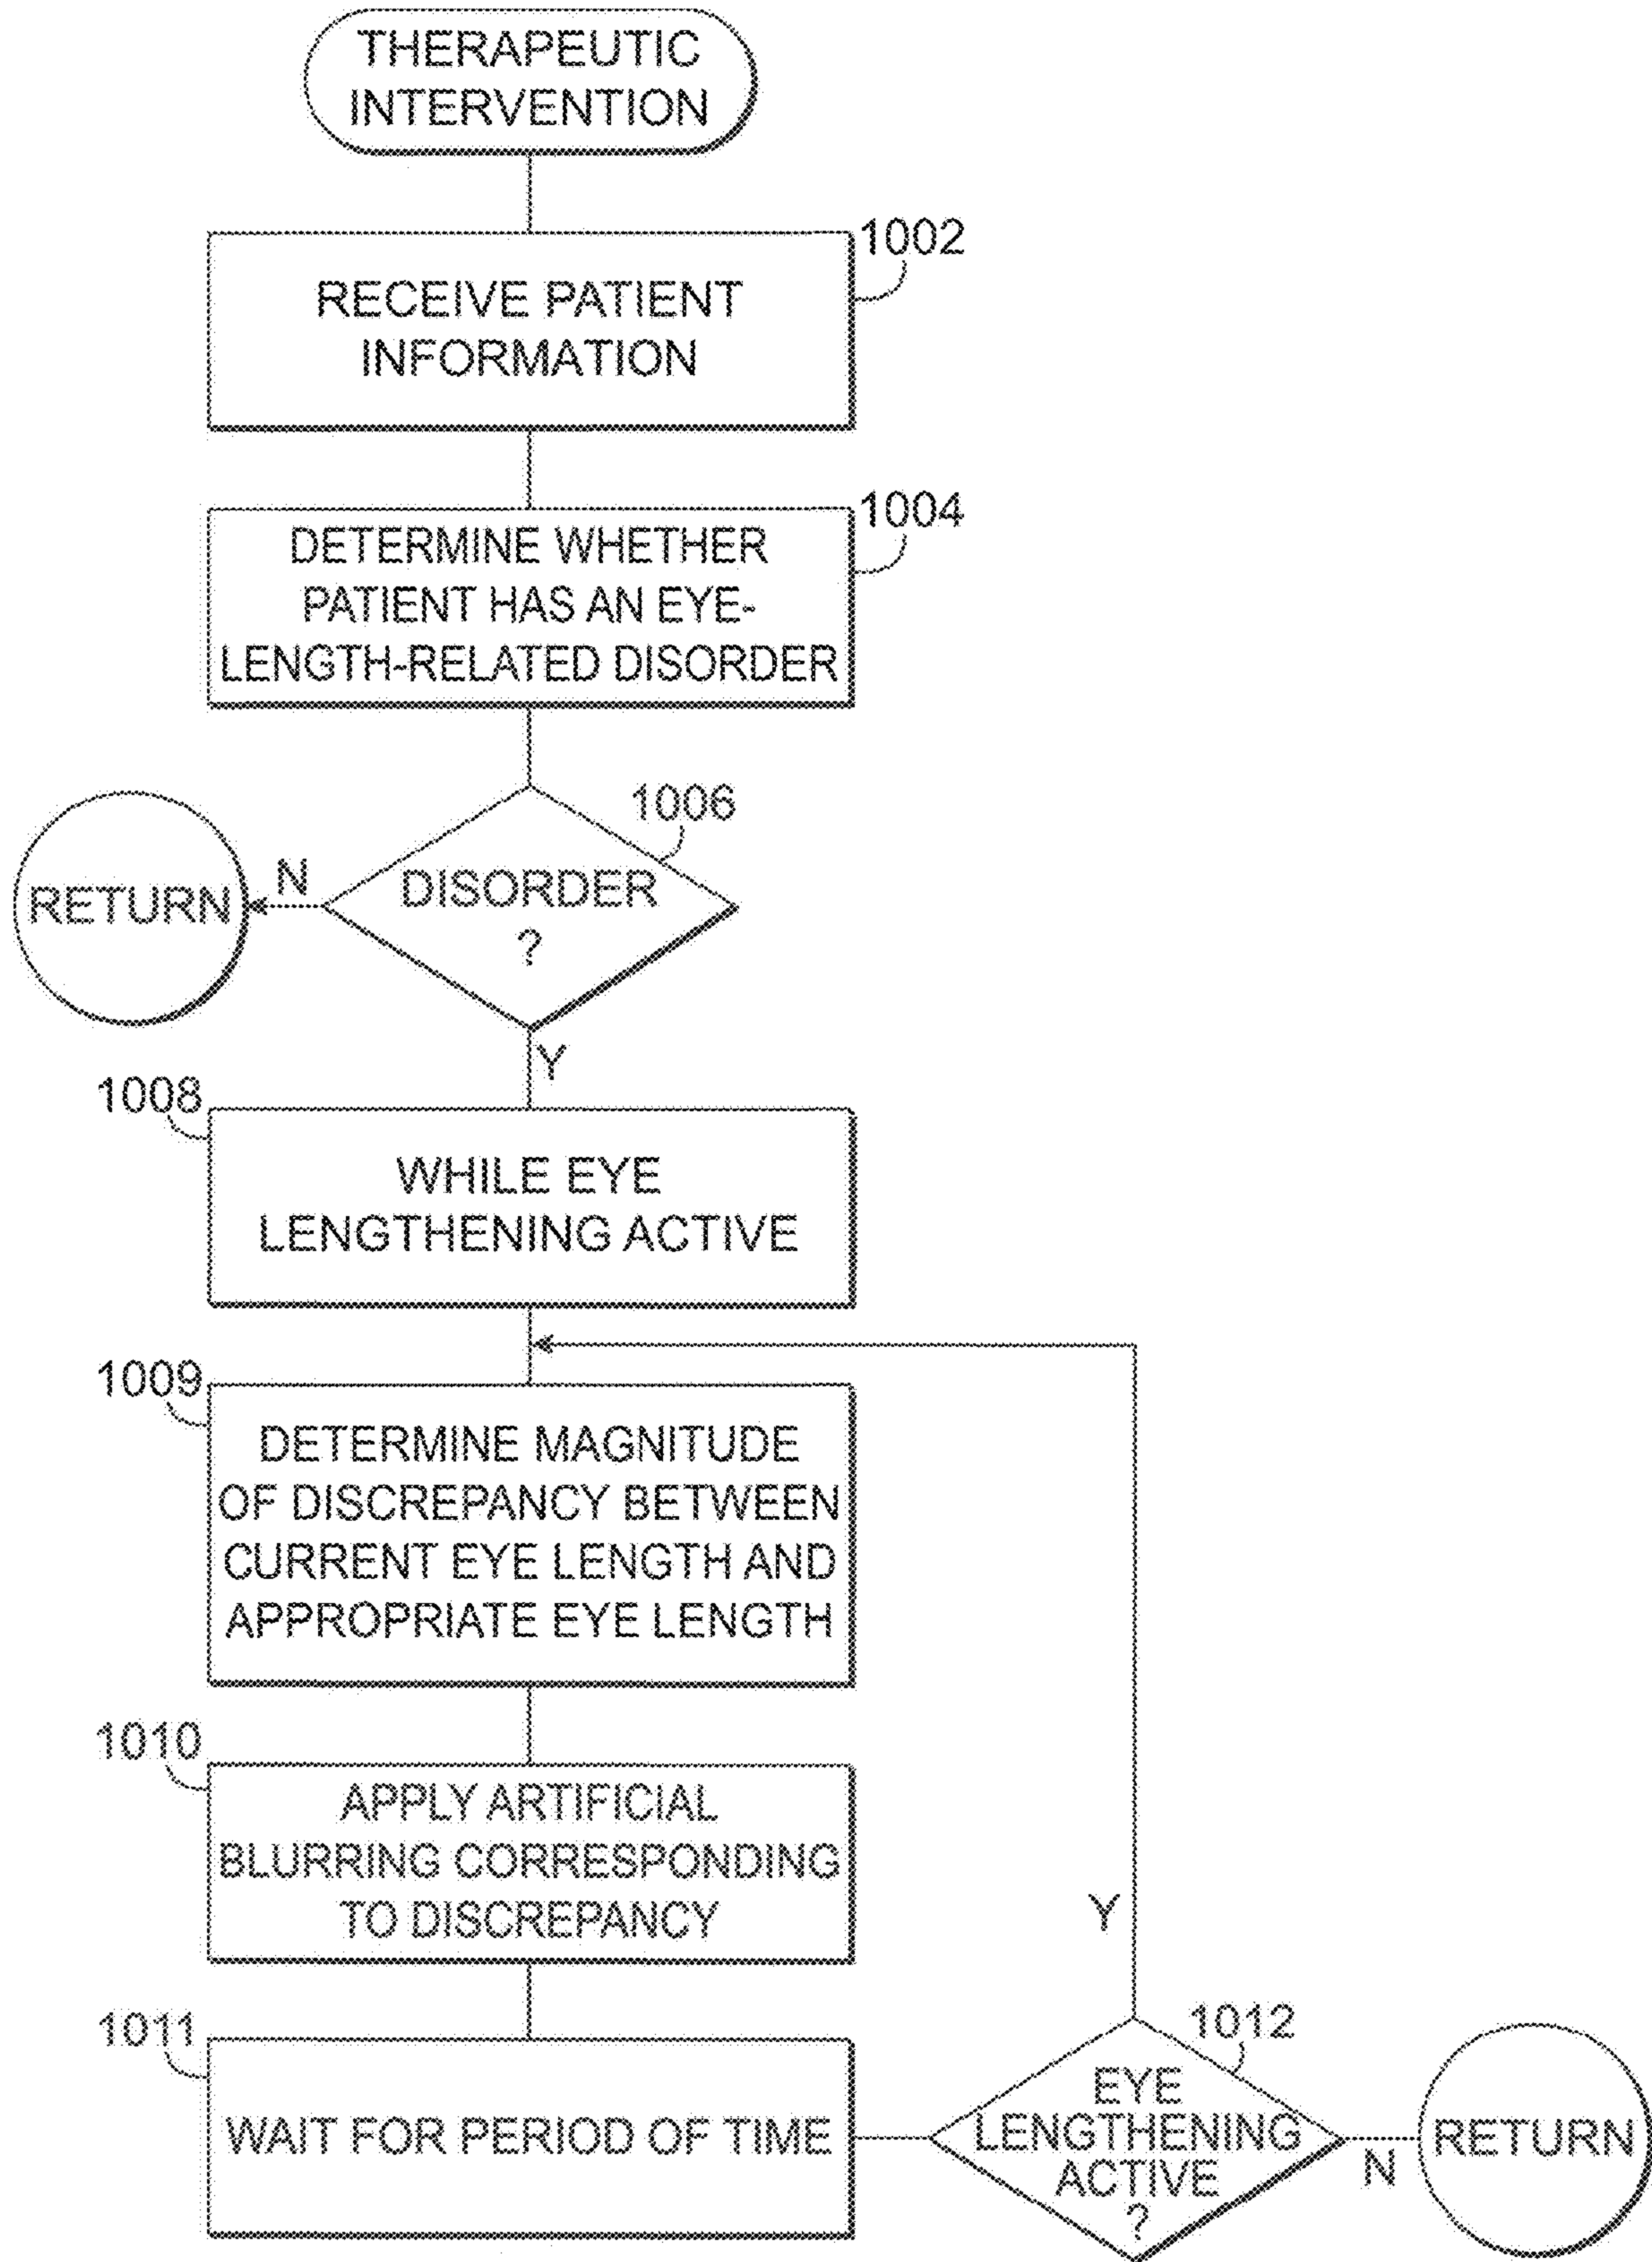 THERAPEUTIC
INTERVENTION
1002
RECEIVE PATIENT
INFORMATION
1004
DETERMINE WHETHER
PATIENT HAS AN EYE-
LENGTH-RELATED DISORDER
1006
DISORDER
?
N
RETURN
Y
1008
WHILE EYE
LENGTHENING ACTIVE
1009
DETERMINE MAGNITUDE
OF DISCREPANCY BETWEEN
CURRENT EYE LENGTH AND
APPROPRIATE EYE LENGTH
1010
APPLY ARTIFICIAL
BLURRING CORRESPONDING
TO DISCREPANCY
1011
WAIT FOR PERIOD OF TIME
Y
1012
EYE
LENGTHENING
ACTIVE
?
N
RETURN